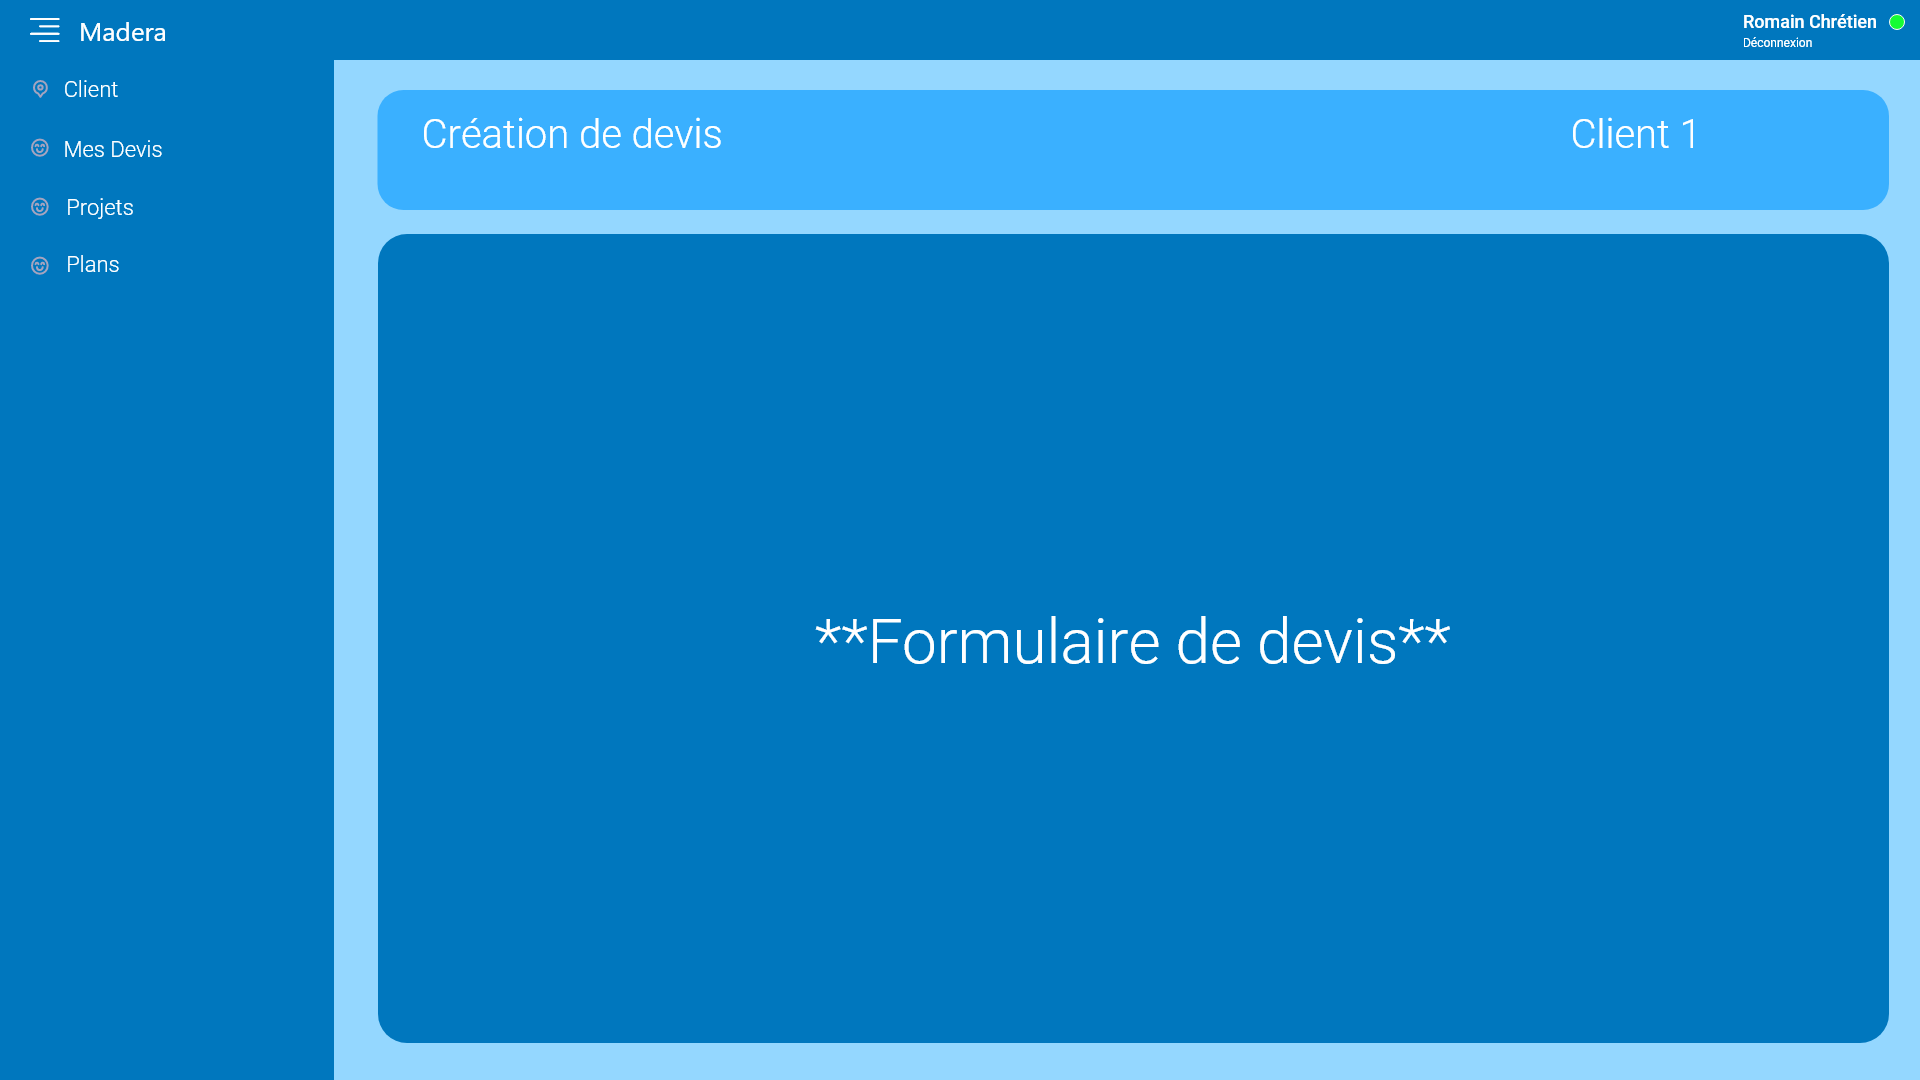 Madera
Romain Chrétien
Déconnexion
Client
Mes Devis
Projets
Plans
Création de devis
Client 1
**Formulaire de devis**